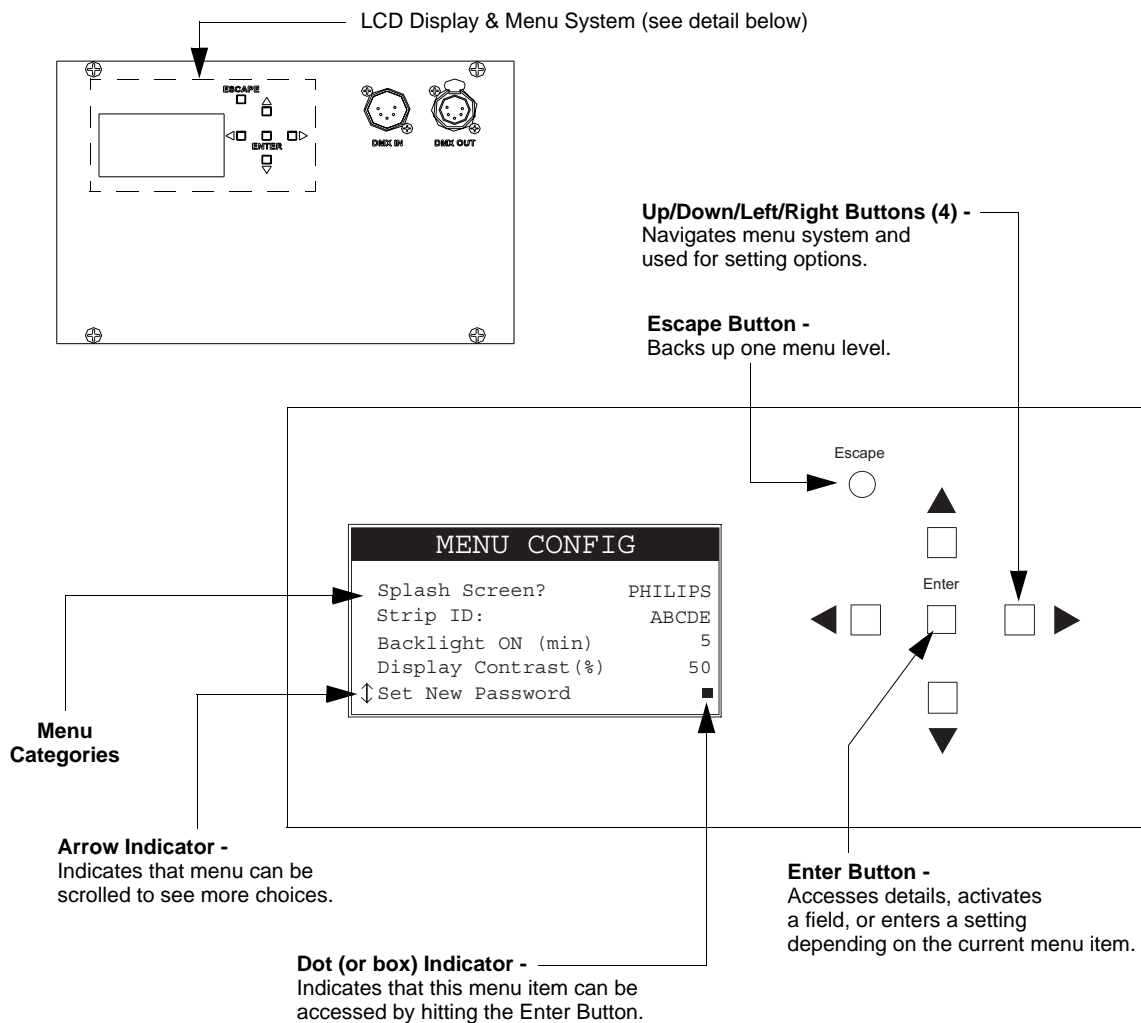 LCD Display & Menu System (see detail below)
ESCAPE
ENTER
DMX IN
DMX OUT
Up/Down/Left/Right Buttons (4) -
Navigates menu system and
used for setting options.
Escape Button -
Backs up one menu level.
Escape
Enter
MENU CONFIG
Splash Screen? PHILIPS
Strip ID: ABCDE
Backlight ON (min) 5
Display Contrast(%) 50
Set New Password
Menu
Categories
Arrow Indicator -
Indicates that menu can be
scrolled to see more choices.
Enter Button -
Accesses details, activates
a field, or enters a setting
depending on the current menu item.
Dot (or box) Indicator -
Indicates that this menu item can be
accessed by hitting the Enter Button.